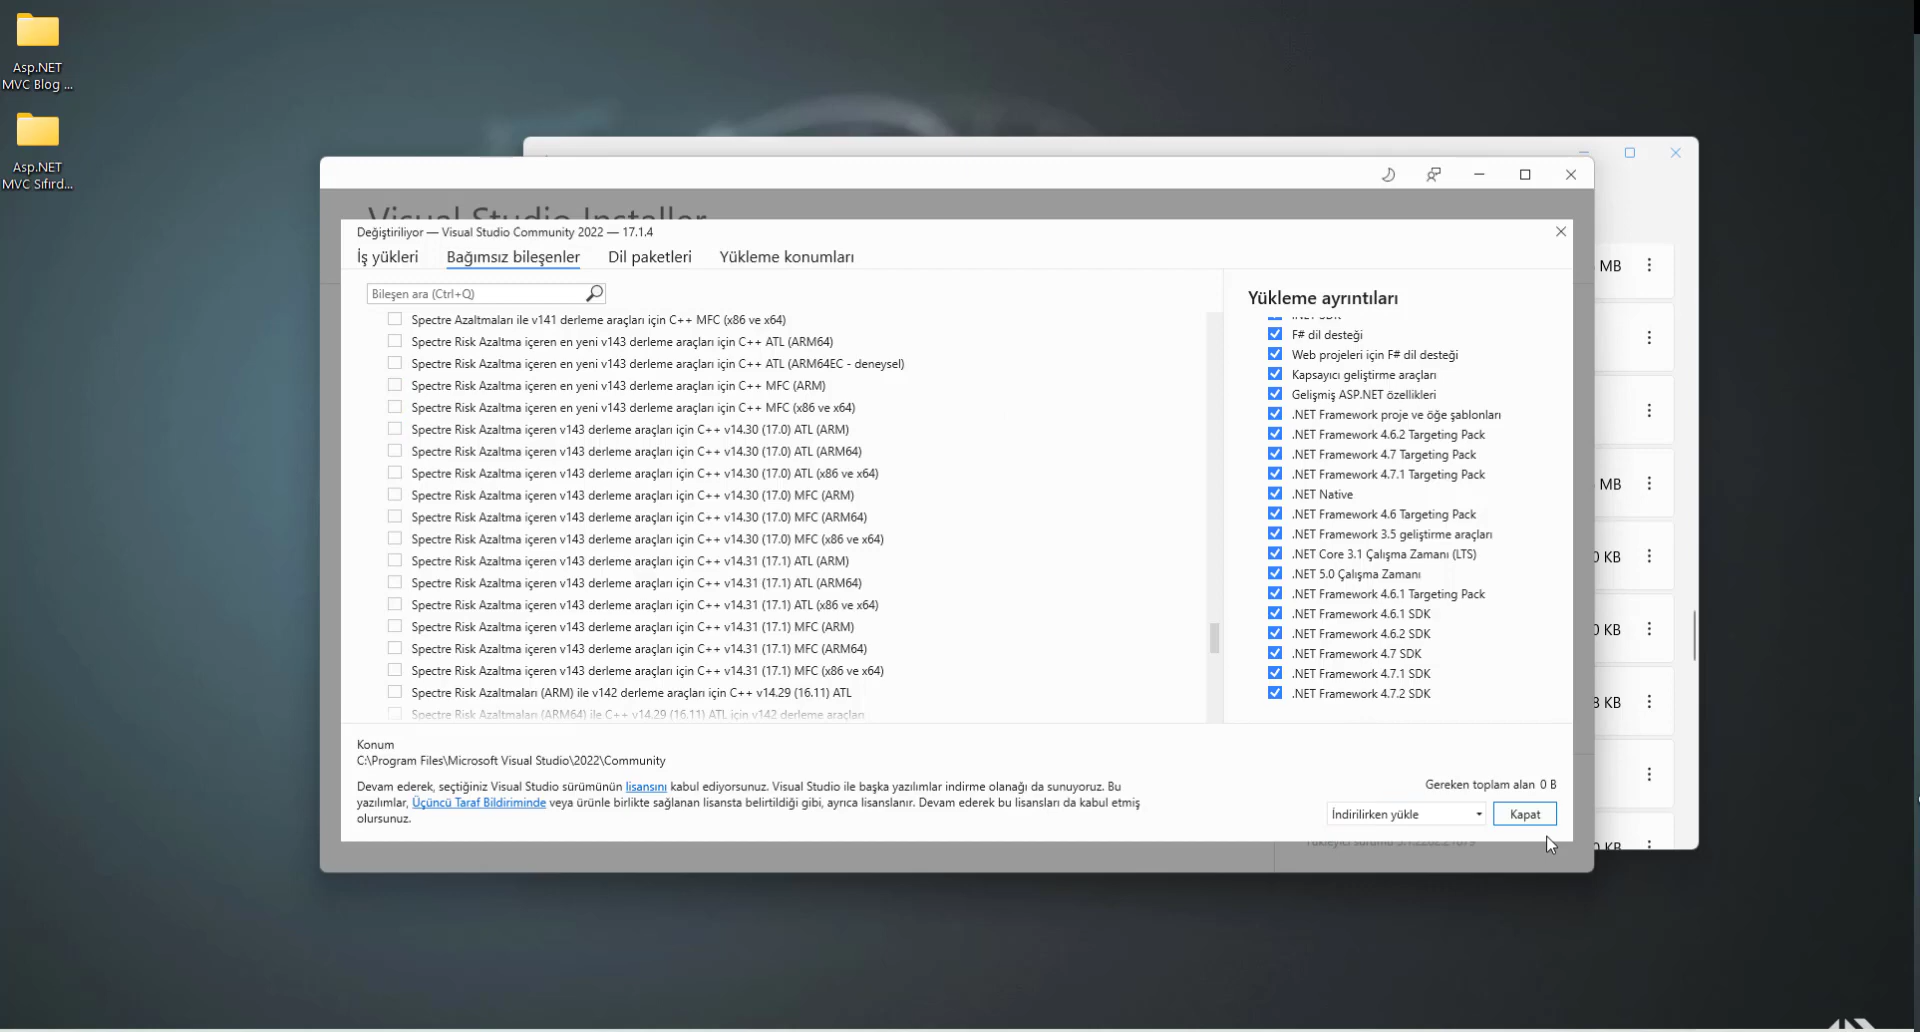 Asp.NET
MVC Blog ...
Asp.NET
MVC Sıfırd...
Visual Studio Installer
Değiştiriliyor — Visual Studio Community 2022 — 17.1.4
İş yükleri
Bağımsız bileşenler
Dil paketleri
Yükleme konumları
Bileşen ara (Ctrl+Q)
Spectre Azaltmaları ile v141 derleme araçları için C++ MFC (x86 ve x64)
Spectre Risk Azaltma içeren en yeni v143 derleme araçları için C++ ATL (ARM64)
Spectre Risk Azaltma içeren en yeni v143 derleme araçları için C++ ATL (ARM64EC - deneysel)
Spectre Risk Azaltma içeren en yeni v143 derleme araçları için C++ MFC (ARM)
Spectre Risk Azaltma içeren en yeni v143 derleme araçları için C++ MFC (x86 ve x64)
Spectre Risk Azaltma içeren v143 derleme araçları için C++ v14.30 (17.0) ATL (ARM)
Spectre Risk Azaltma içeren v143 derleme araçları için C++ v14.30 (17.0) ATL (ARM64)
Spectre Risk Azaltma içeren v143 derleme araçları için C++ v14.30 (17.0) ATL (x86 ve x64)
Spectre Risk Azaltma içeren v143 derleme araçları için C++ v14.30 (17.0) MFC (ARM)
Spectre Risk Azaltma içeren v143 derleme araçları için C++ v14.30 (17.0) MFC (ARM64)
Spectre Risk Azaltma içeren v143 derleme araçları için C++ v14.30 (17.0) MFC (x86 ve x64)
Spectre Risk Azaltma içeren v143 derleme araçları için C++ v14.31 (17.1) ATL (ARM)
Spectre Risk Azaltma içeren v143 derleme araçları için C++ v14.31 (17.1) ATL (ARM64)
Spectre Risk Azaltma içeren v143 derleme araçları için C++ v14.31 (17.1) ATL (x86 ve x64)
Spectre Risk Azaltma içeren v143 derleme araçları için C++ v14.31 (17.1) MFC (ARM)
Spectre Risk Azaltma içeren v143 derleme araçları için C++ v14.31 (17.1) MFC (ARM64)
Spectre Risk Azaltma içeren v143 derleme araçları için C++ v14.31 (17.1) MFC (x86 ve x64)
Spectre Risk Azaltmaları (ARM) ile v142 derleme araçları için C++ v14.29 (16.11) ATL
Spectre Risk Azaltmaları (ARM64) ile C++ v14.29 (16.11) ATL için v142 derleme araçları
Yükleme ayrıntıları
.NET SDK
F# dil desteği
Web projeleri için F# dil desteği
Kapsayıcı geliştirme araçları
Gelişmiş ASP.NET özellikleri
.NET Framework proje ve öğe şablonları
.NET Framework 4.6.2 Targeting Pack
.NET Framework 4.7 Targeting Pack
.NET Framework 4.7.1 Targeting Pack
.NET Native
.NET Framework 4.6 Targeting Pack
.NET Framework 3.5 geliştirme araçları
.NET Core 3.1 Çalışma Zamanı (LTS)
.NET 5.0 Çalışma Zamanı
.NET Framework 4.6.1 Targeting Pack
.NET Framework 4.6.1 SDK
.NET Framework 4.6.2 SDK
.NET Framework 4.7 SDK
.NET Framework 4.7.1 SDK
.NET Framework 4.7.2 SDK
Konum
C:\Program Files\Microsoft Visual Studio\2022\Community
Devam ederek, seçtiğiniz Visual Studio sürümünün lisansını kabul ediyorsunuz. Visual Studio ile başka yazılımlar indirme olanağı da sunuyoruz. Bu
yazılımlar, Üçüncü Taraf Bildiriminde veya ürünle birlikte sağlanan lisansta belirtildiği gibi, ayrıca lisanslanır. Devam ederek bu lisansları da kabul etmiş
olursunuz.
Gereken toplam alan 0 B
İndirilirken yükle
Kapat
MB
MB
0 KB
0 KB
8 KB
KB